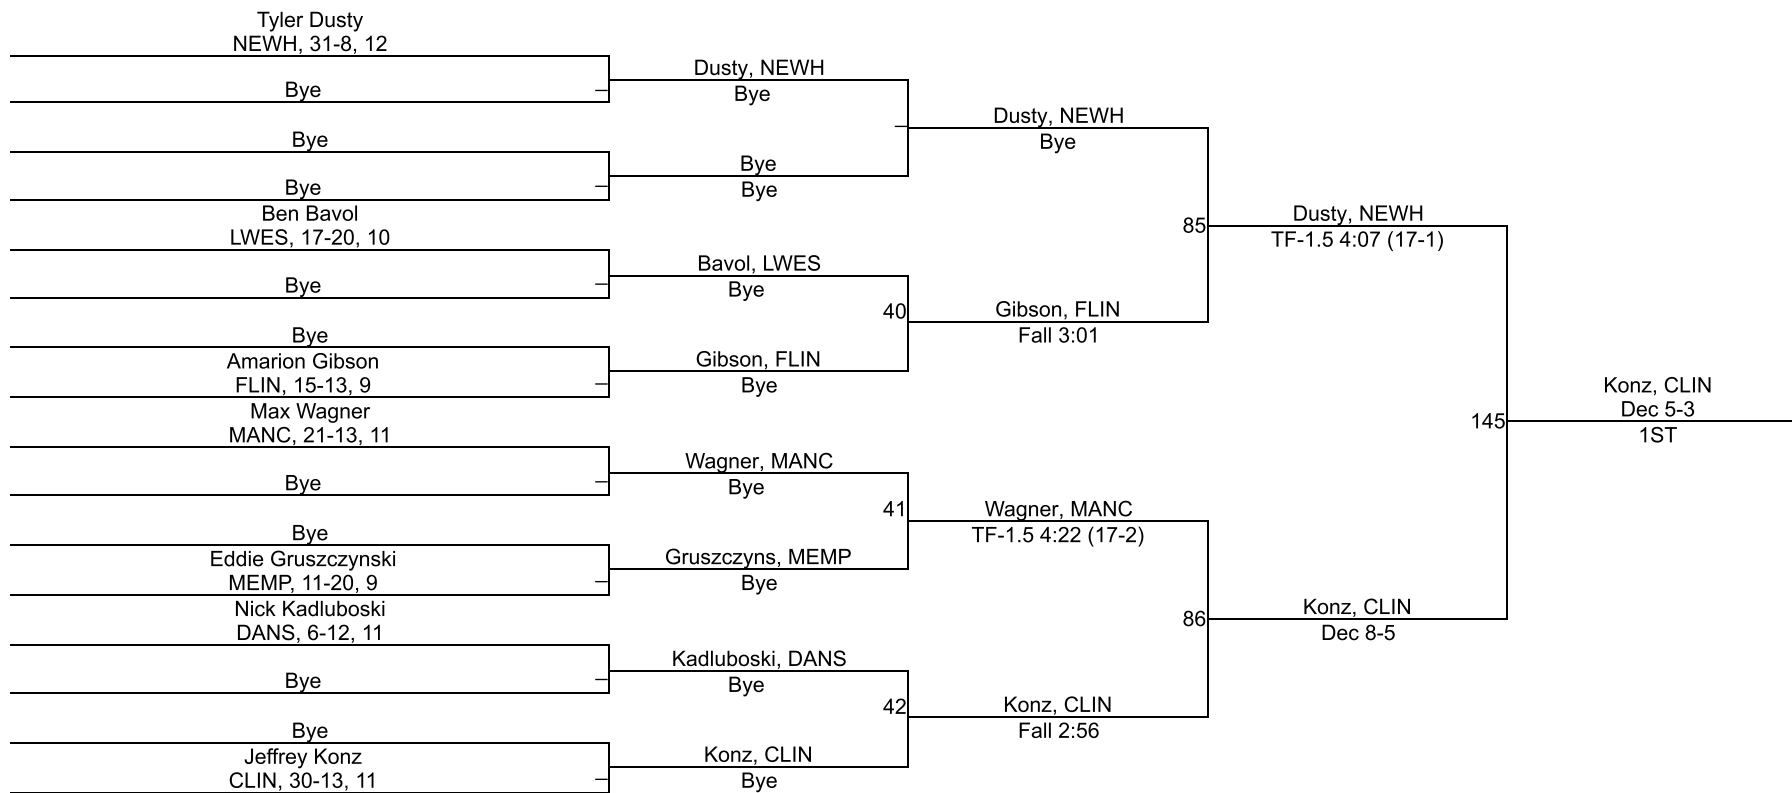 Tyler Dusty
NEWH, 31-8, 12
Bye
Bye
Bye
Ben Bavol
LWES, 17-20, 10
Bye
Bye
Amarion Gibson
FLIN, 15-13, 9
Max Wagner
MANC, 21-13, 11
Bye
Bye
Eddie Gruszczynski
MEMP, 11-20, 9
Nick Kadluboski
DANS, 6-12, 11
Bye
Bye
Jeffrey Konz
CLIN, 30-13, 11
Dusty, NEWH
Bye
Bye
Bye
Bavol, LWES
Bye
40
Gibson, FLIN
Bye
Wagner, MANC
Bye
41
Gruszczyns, MEMP
Bye
Kadluboski, DANS
Bye
42
Konz, CLIN
Bye
Dusty, NEWH
Bye
85
Gibson, FLIN
Fall 3:01
Wagner, MANC
TF-1.5 4:22 (17-2)
86
Konz, CLIN
Fall 2:56
Dusty, NEWH
TF-1.5 4:07 (17-1)
145
Konz, CLIN
Dec 8-5
Konz, CLIN
Dec 5-3
1ST